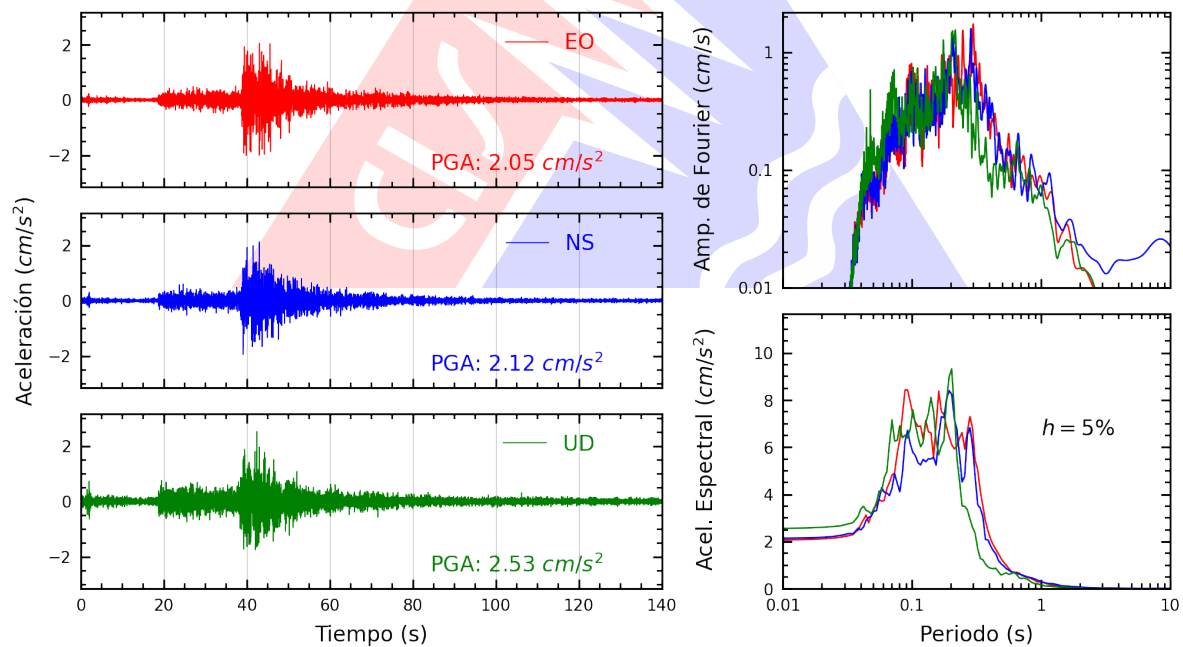 Aceleración (cm/s²)
2
0
−2
EO
PGA: 2.05 cm/s²
2
0
−2
NS
PGA: 2.12 cm/s²
2
0
−2
UD
PGA: 2.53 cm/s²
0 20 40 60 80 100 120 140
Tiempo (s)
Amp. de Fourier (cm/s)
1
0.1
0.01
Acel. Espectral (cm/s²)
10
8
6
4
2
0
h = 5%
0.01 0.1 1 10
Periodo (s)
CISMID